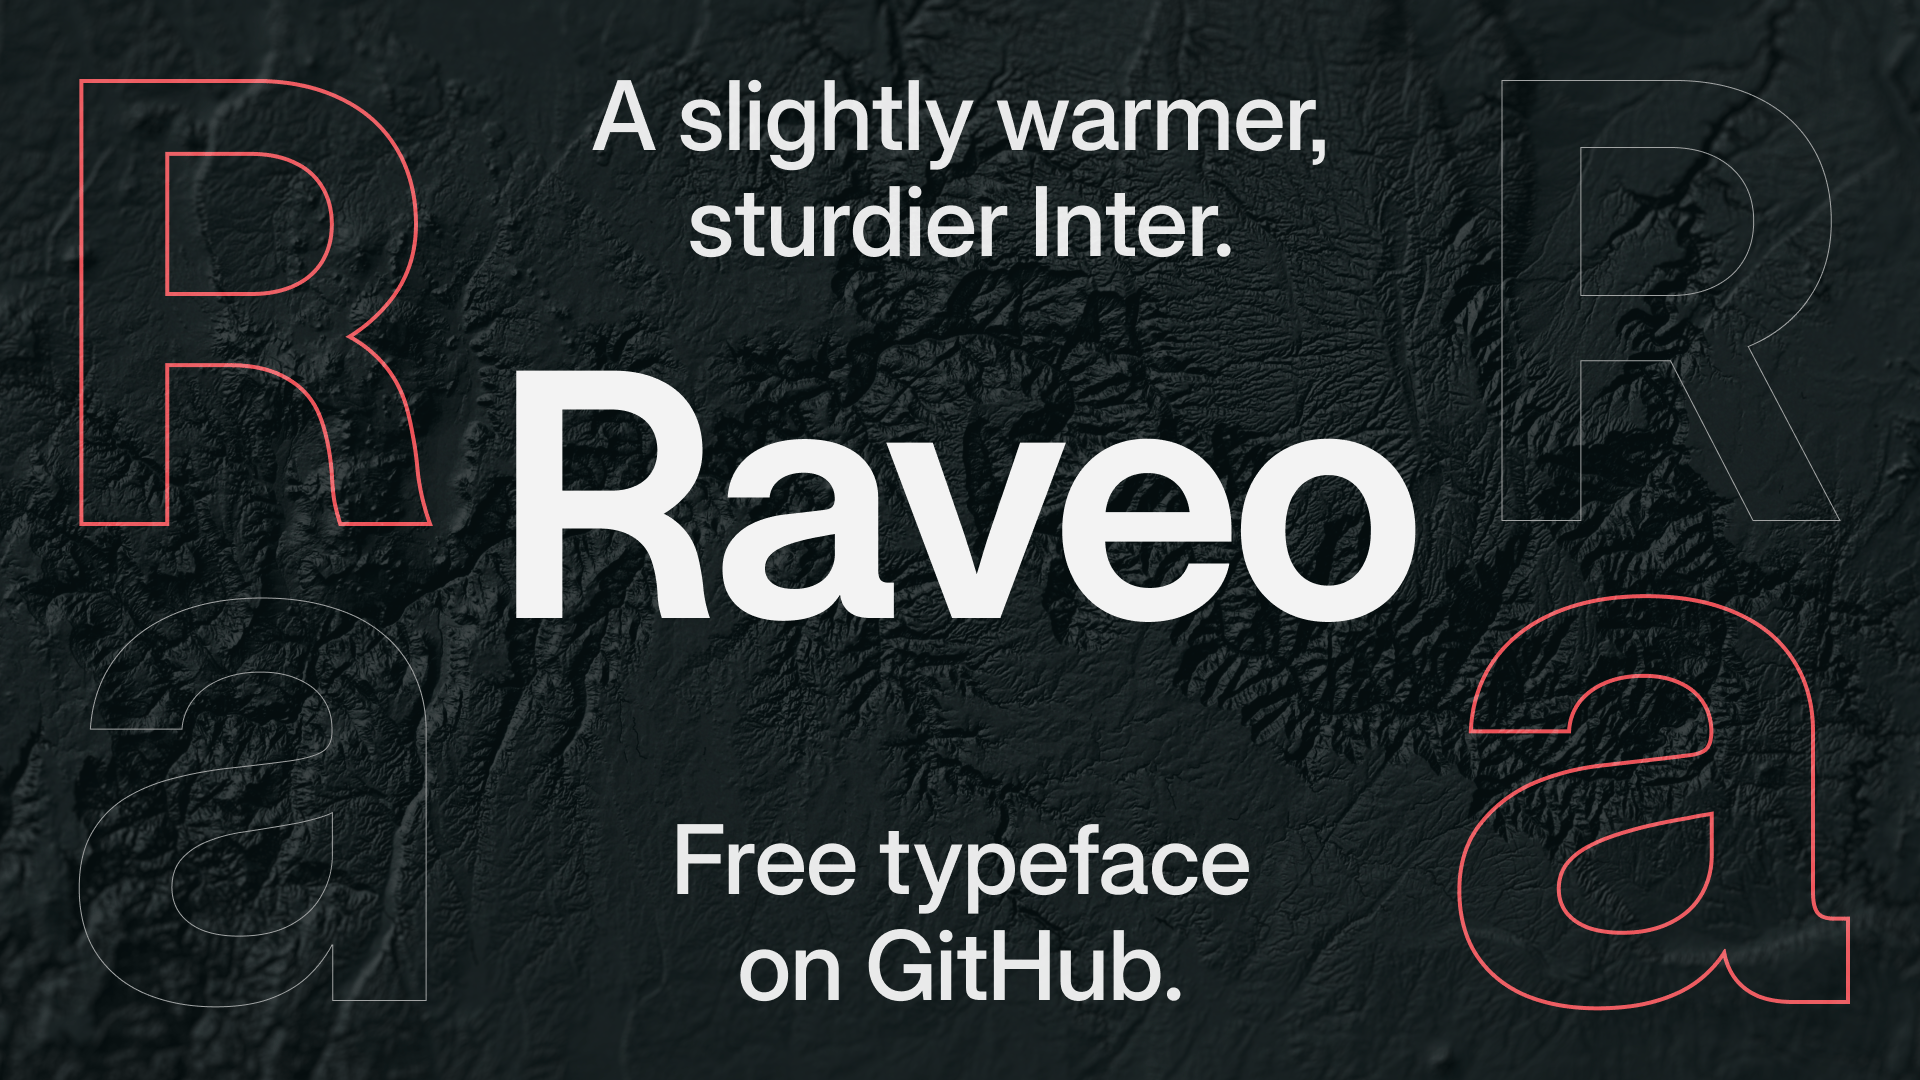 R
A slightly warmer,
sturdier Inter.
R
Raveo
a
a
Free typeface
on GitHub.